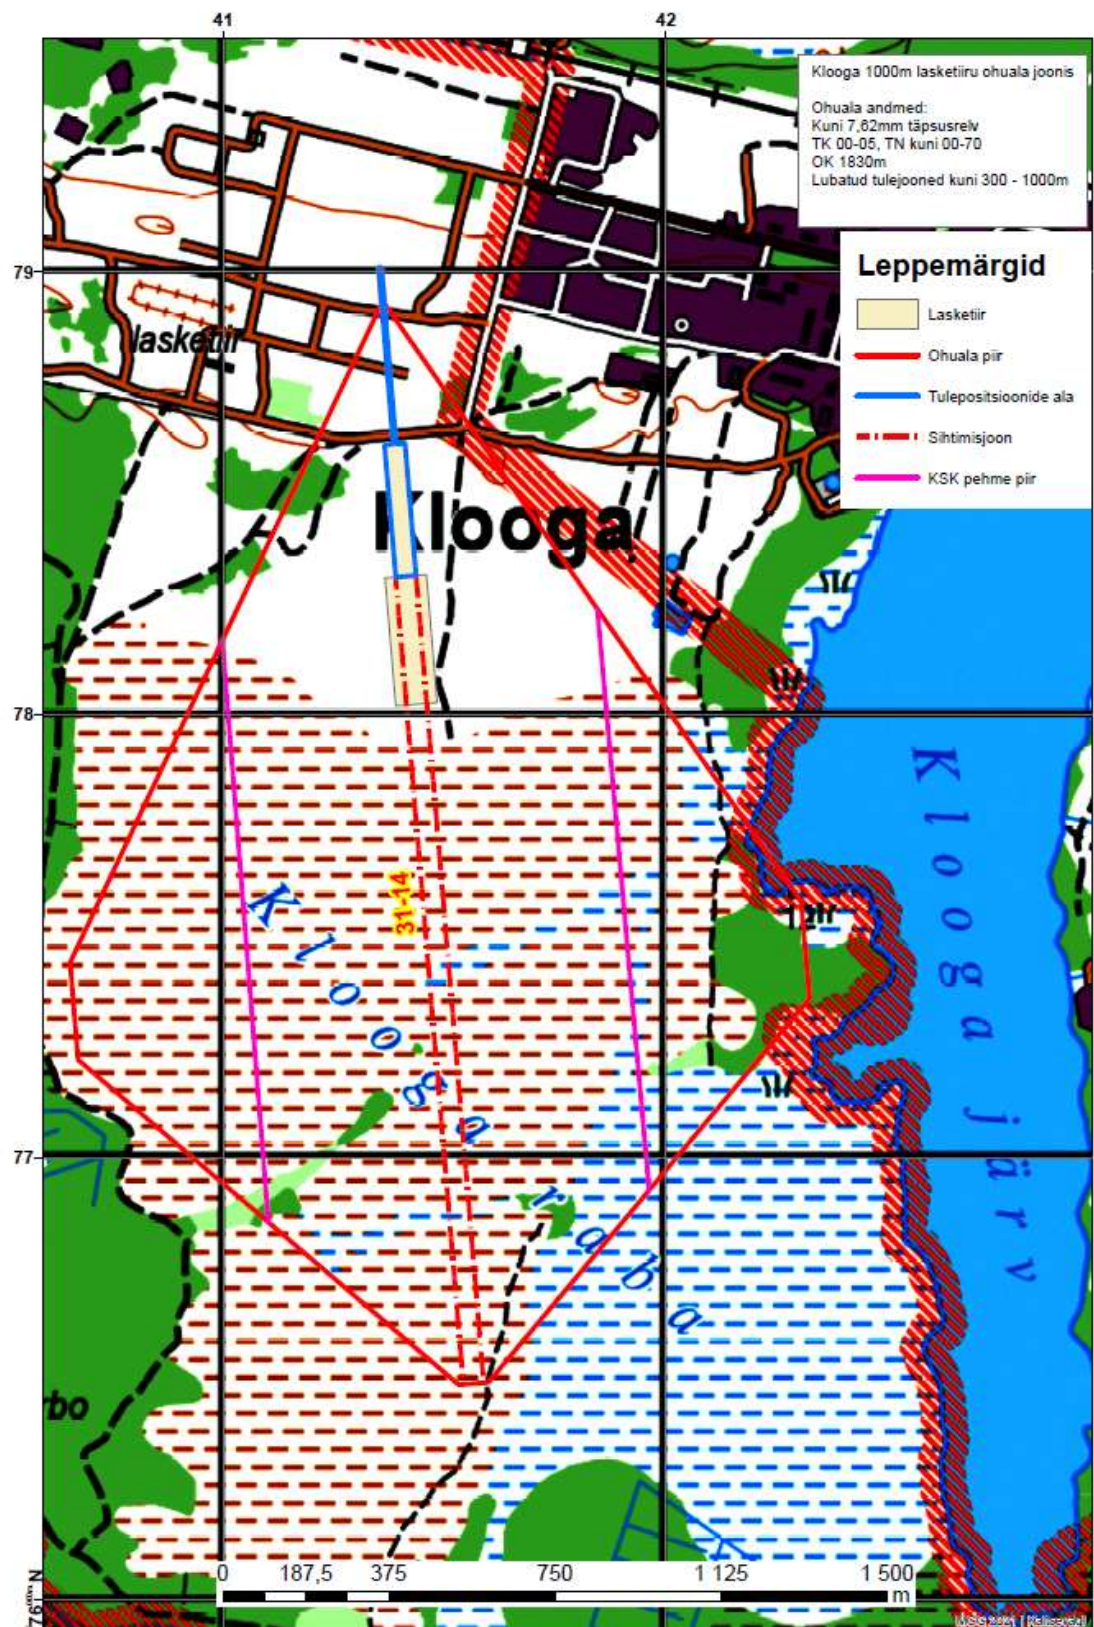 41
42
Klooga 1000m lasketiiru ohuala joonis
Ohuala andmed:
Kuni 7,62mm täpsusrelv
TK 00-05, TN kuni 00-70
OK 1830m
Lubatud tulejooned kuni 300 - 1000m
79
Leppemärgid
Lasketiir
Ohuala piir
Tulepositsioonide ala
Sihtimisjoon
KSK pehme piir
lasketiir
Klooga
78
Klooga järv
31-14
Klooga raba
77
rbo
0 187,5 375 750 1 125 1 500
m
N
76